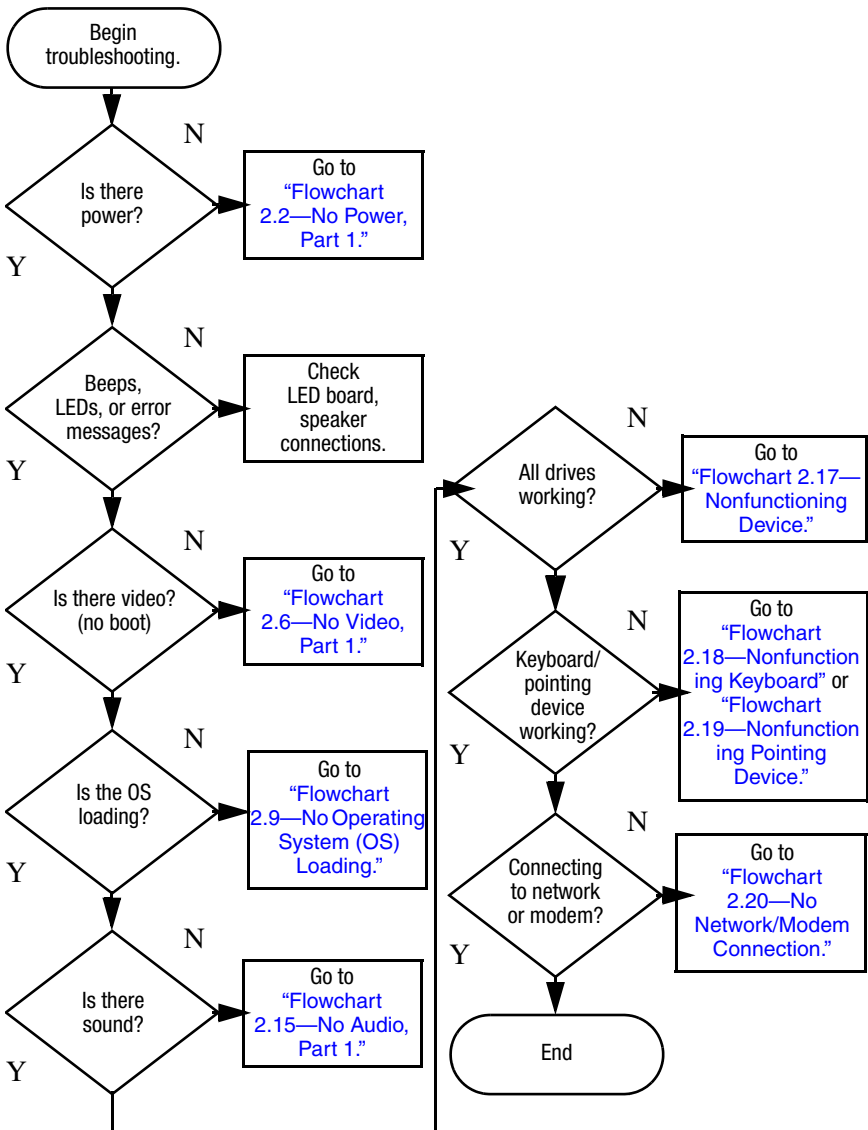 Begin
troubleshooting.
N
Is there
power?
Go to
“Flowchart
2.2—No Power,
Part 1.”
Y
N
Beeps,
LEDs, or error
messages?
Check
LED board,
speaker
connections.
Y
N
Is there video?
(no boot)
Go to
“Flowchart
2.6—No Video,
Part 1.”
Y
N
Is the OS
loading?
Go to
“Flowchart
2.9—No Operating
System (OS)
Loading.”
Y
N
Is there
sound?
Go to
“Flowchart
2.15—No Audio,
Part 1.”
Y
N
All drives
working?
Go to
“Flowchart 2.17—
Nonfunctioning
Device.”
Y
N
Keyboard/
pointing
device
working?
Go to
“Flowchart
2.18—Nonfunction
ing Keyboard” or
“Flowchart
2.19—Nonfunction
ing Pointing
Device.”
Y
N
Connecting
to network
or modem?
Go to
“Flowchart
2.20—No
Network/Modem
Connection.”
Y
End